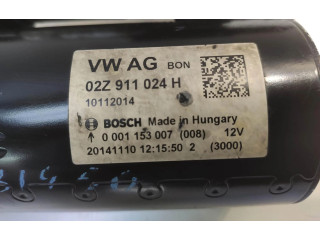 VW AG BON
02Z 911 024 H
10112014
BOSCH Made in Hungary
0 001 153 007 (008) 12V
20141110 12:15:50 2 (3000)